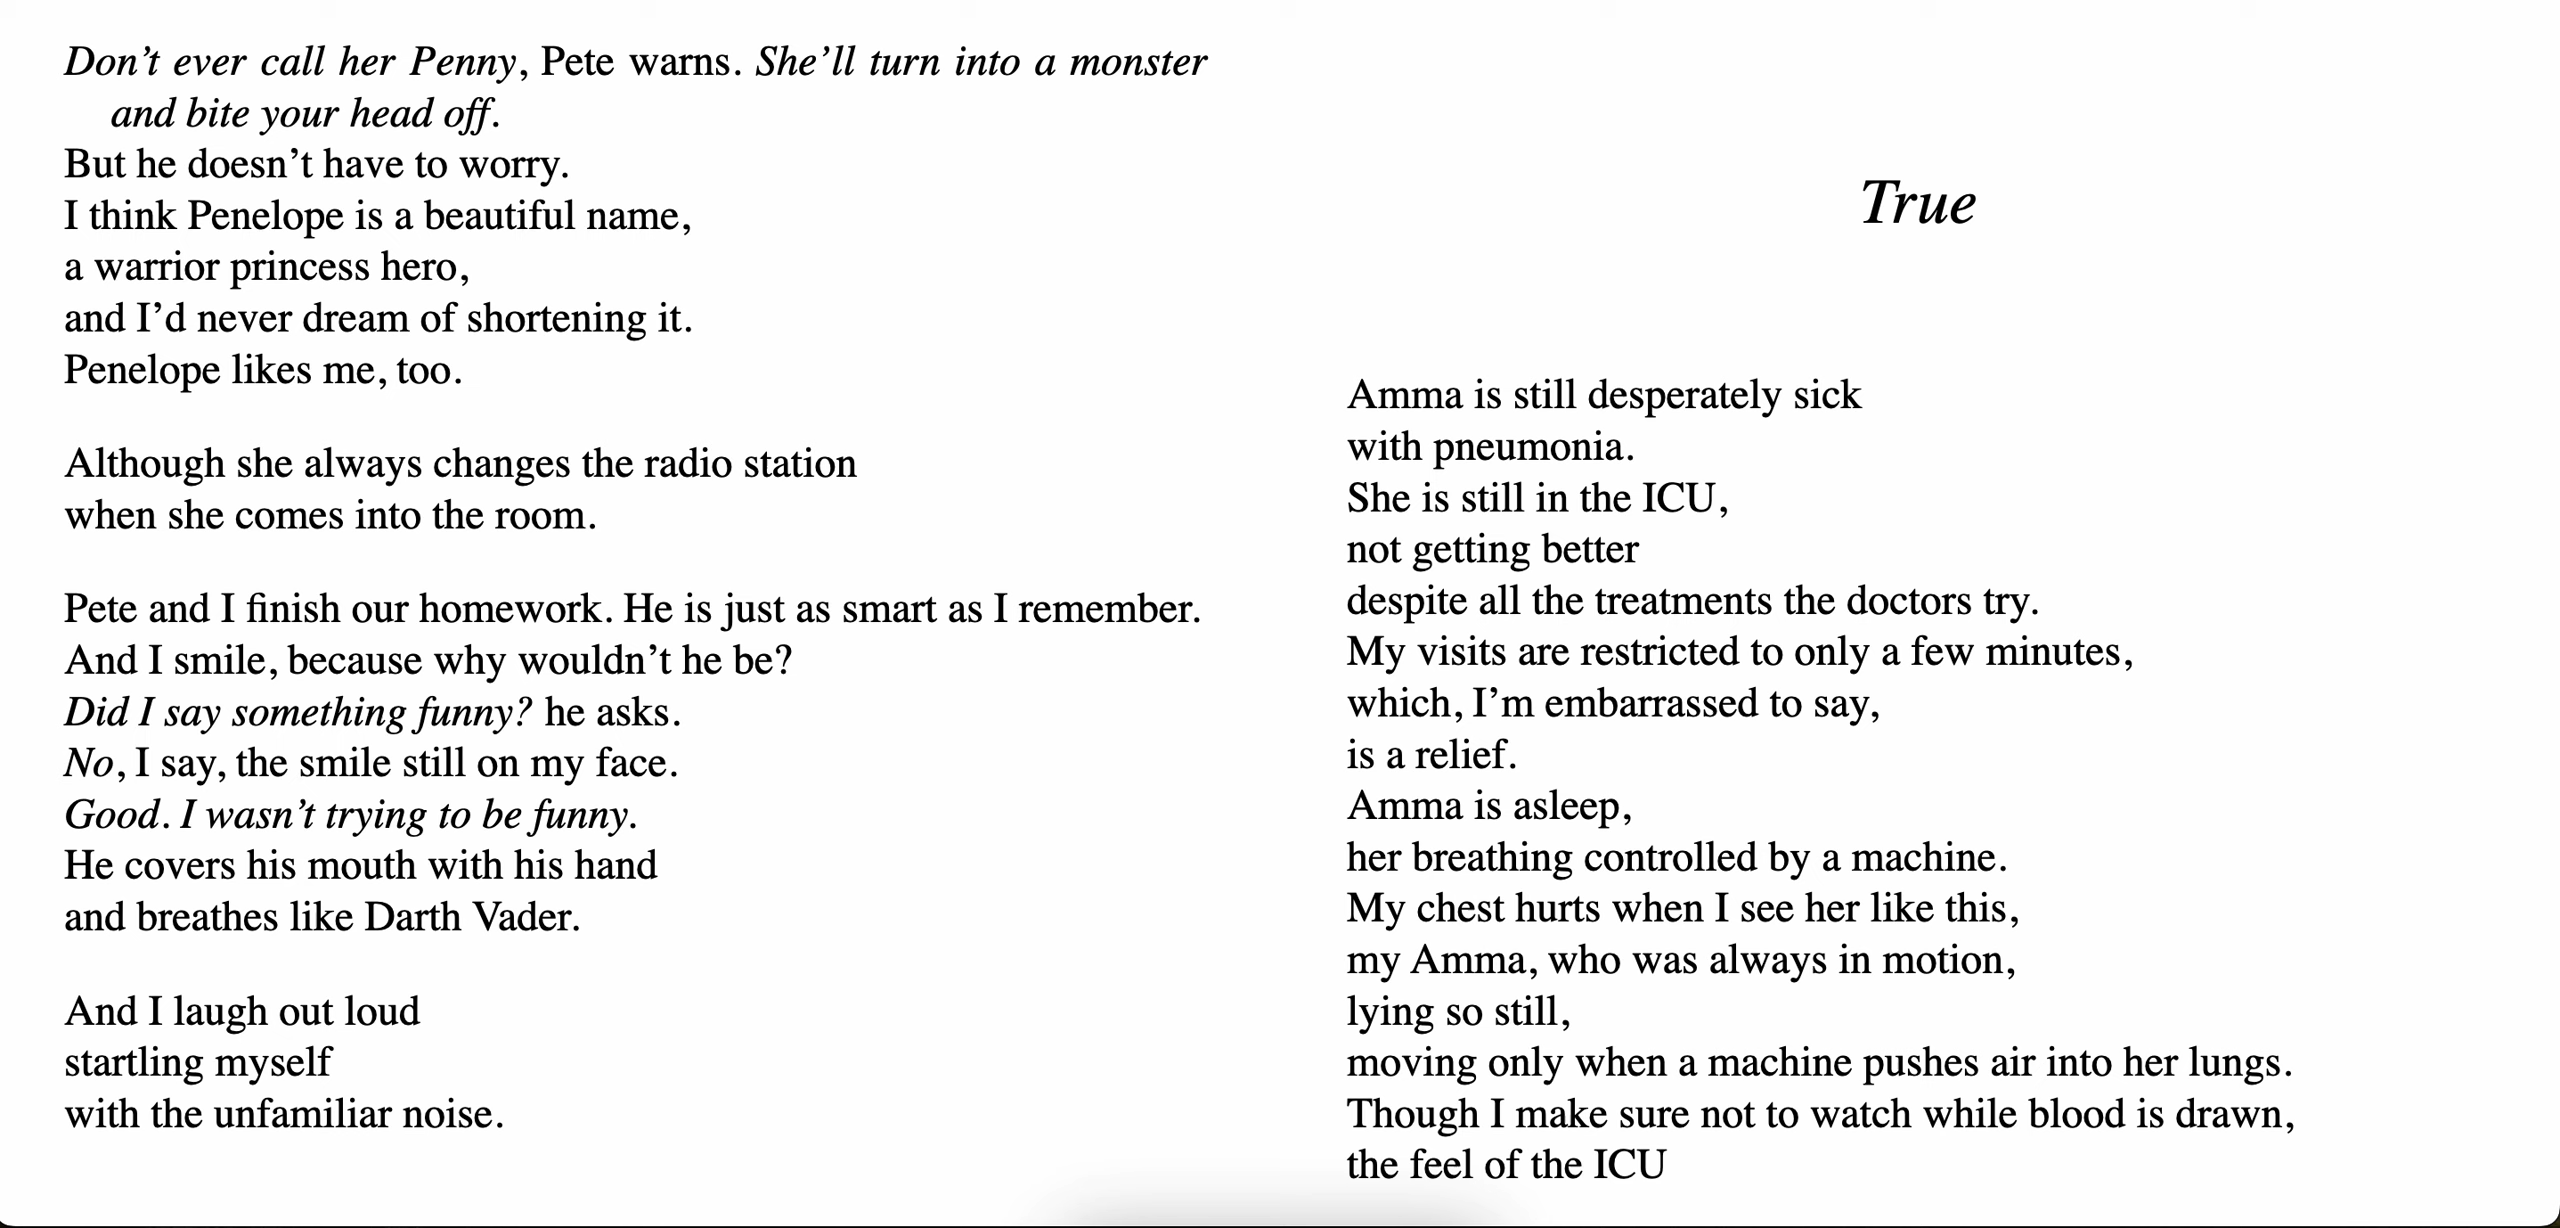 Don’t ever call her Penny, Pete warns. She’ll turn into a monster
and bite your head off.
But he doesn’t have to worry.
I think Penelope is a beautiful name,
a warrior princess hero,
and I’d never dream of shortening it.
Penelope likes me, too.
Although she always changes the radio station
when she comes into the room.
Pete and I finish our homework. He is just as smart as I remember.
And I smile, because why wouldn’t he be?
Did I say something funny? he asks.
No, I say, the smile still on my face.
Good. I wasn’t trying to be funny.
He covers his mouth with his hand
and breathes like Darth Vader.
And I laugh out loud
startling myself
with the unfamiliar noise.
True
Amma is still desperately sick
with pneumonia.
She is still in the ICU,
not getting better
despite all the treatments the doctors try.
My visits are restricted to only a few minutes,
which, I’m embarrassed to say,
is a relief.
Amma is asleep,
her breathing controlled by a machine.
My chest hurts when I see her like this,
my Amma, who was always in motion,
lying so still,
moving only when a machine pushes air into her lungs.
Though I make sure not to watch while blood is drawn,
the feel of the ICU